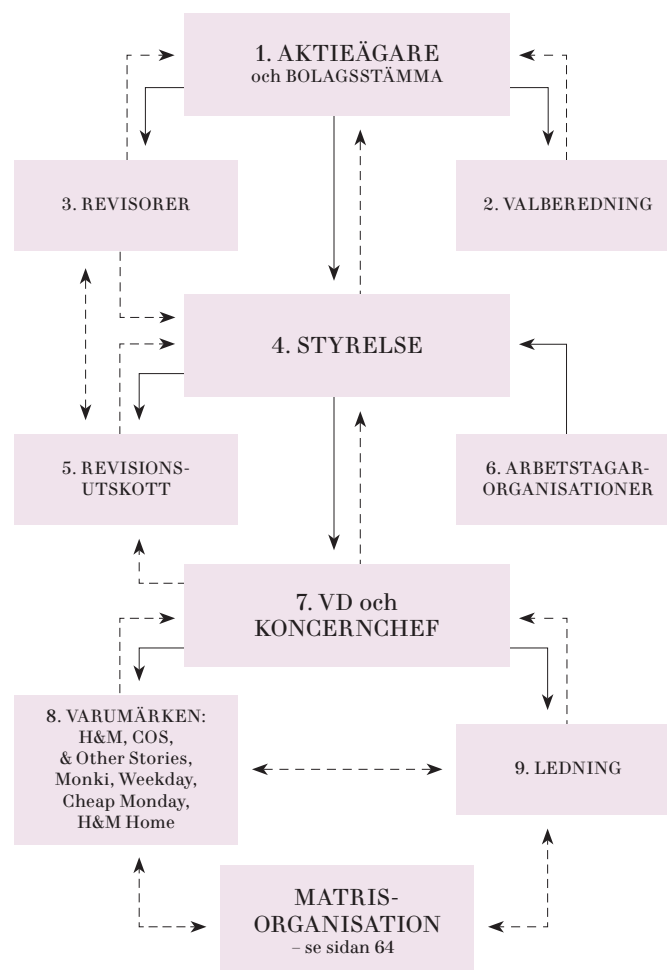 1. AKTIEÄGARE
och BOLAGSSTÄMMA
3. REVISORER
2. VALBEREDNING
4. STYRELSE
5. REVISIONS-
UTSKOTT
6. ARBETSTAGAR-
ORGANISATIONER
7. VD och
KONCERNCHEF
8. VARUMÄRKEN:
H&M, COS,
& Other Stories,
Monki, Weekday,
Cheap Monday,
H&M Home
9. LEDNING
MATRIS-
ORGANISATION
– se sidan 64